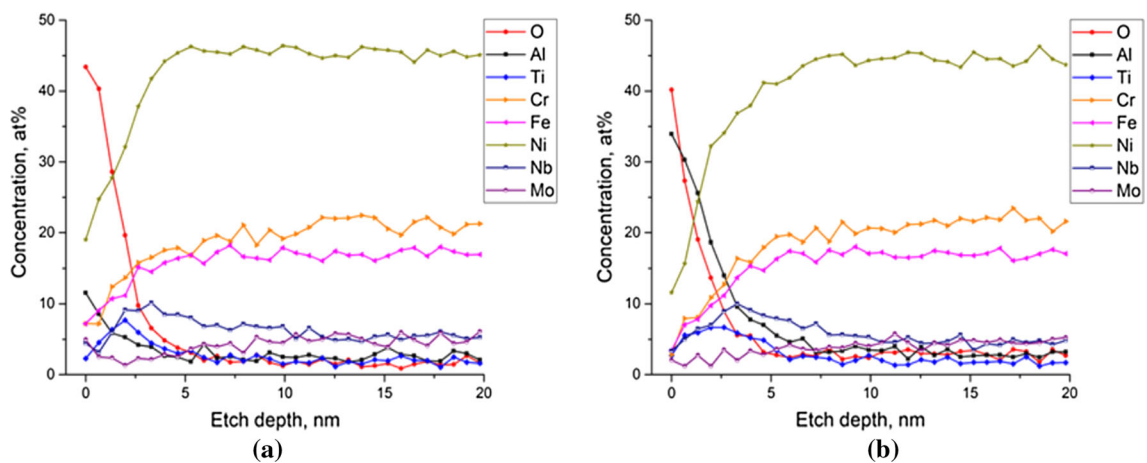 50
40
30
20
10
0
Concentration, at%
O
Al
Ti
Cr
Fe
Ni
Nb
Mo
0 5 10 15 20
Etch depth, nm
(a)
50
40
30
20
10
0
Concentration, at%
O
Al
Ti
Cr
Fe
Ni
Nb
Mo
0 5 10 15 20
Etch depth, nm
(b)